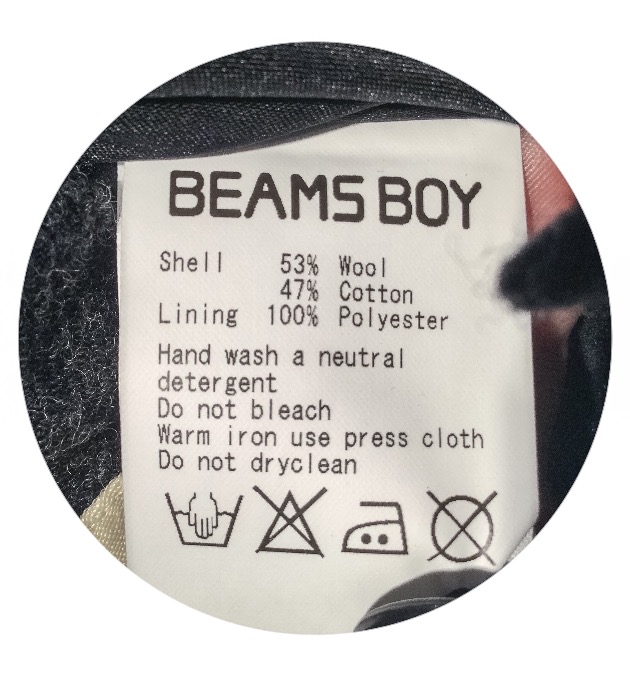 BEAMS BOY
Shell 53% Wool
47% Cotton
Lining 100% Polyester
Hand wash a neutral
detergent
Do not bleach
Warm iron use press cloth
Do not dryclean